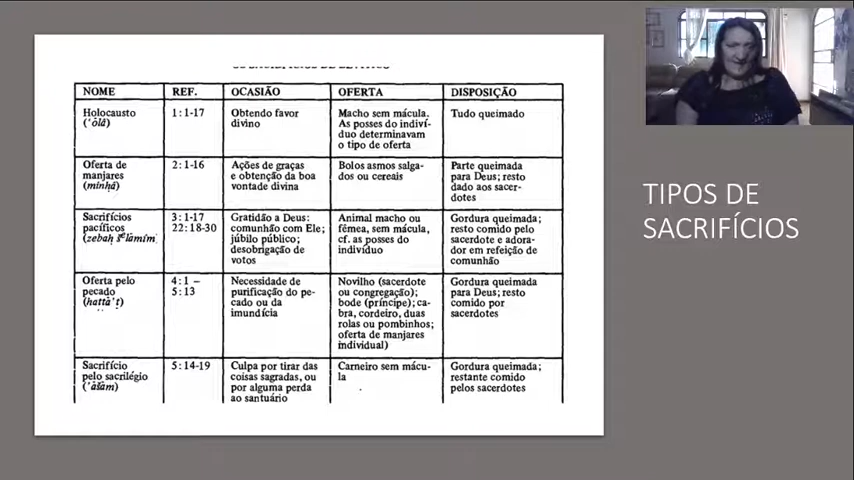 OS SACRIFÍCIOS DE LEVÍTICO
NOME REF. OCASIÃO OFERTA DISPOSIÇÃO
Holocausto
('ōlâ)
1:1-17
Obtendo favor
divino
Macho sem mácula.
As posses do indiví-
duo determinavam
o tipo de oferta
Tudo queimado
Oferta de
manjares
(minḥâ)
2:1-16
Ações de graças
e obtenção da boa
vontade divina
Bolos asmos salga-
dos ou cereais
Parte queimada
para Deus; resto
dado aos sacer-
dotes
Sacrifícios
pacíficos
(zebaḥ šᵉlāmîm)
3:1-17
22:18-30
Gratidão a Deus:
comunhão com Ele;
júbilo público;
desobrigação de
votos
Animal macho ou
fêmea, sem mácula,
cf. as posses do
indivíduo
Gordura queimada;
resto comido pelo
sacerdote e adora-
dor em refeição de
comunhão
Oferta pelo
pecado
(ḥaṭṭā't)
4:1 –
5:13
Necessidade de
purificação do pe-
cado ou da
imundícia
Novilho (sacerdote
ou congregação);
bode (príncipe); ca-
bra, cordeiro, duas
rolas ou pombinhos;
oferta de manjares
individual)
Gordura queimada
para Deus; resto
comido por
sacerdotes
Sacrifício
pelo sacrilégio
('āšām)
5:14-19
Culpa por tirar das
coisas sagradas, ou
por alguma perda
ao santuário
Carneiro sem mácu-
la
Gordura queimada;
restante comido
pelos sacerdotes
TIPOS DE
SACRIFÍCIOS